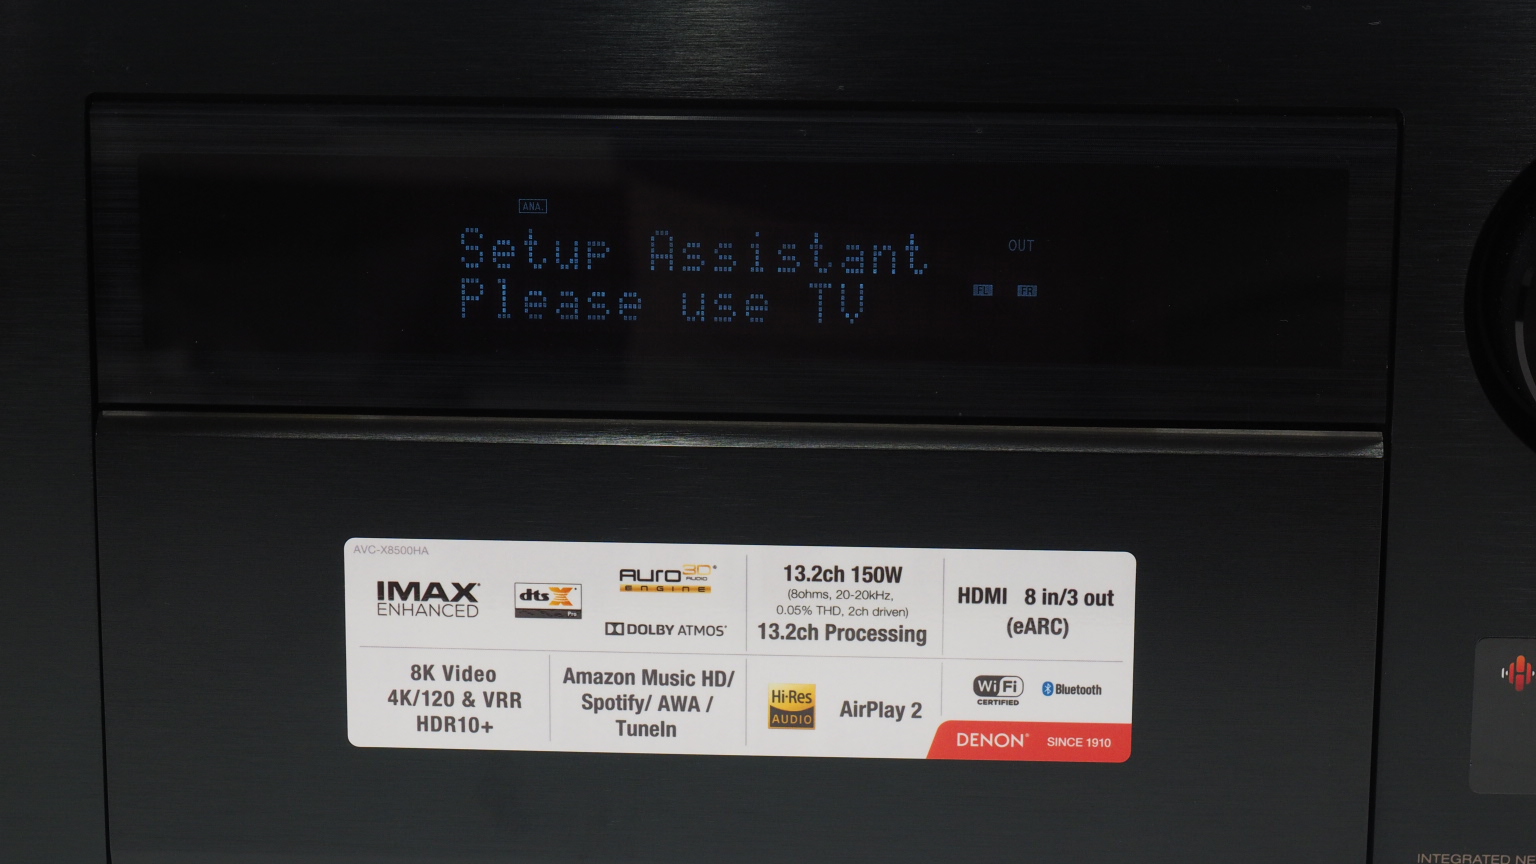 ANA.
Setup Assistant
OUT
Please use TV
FL FR
AVC-X8500HA
IMAX®
ENHANCED
dts X
Pro
AURO 3D® AUDIO
ENGINE
DOLBY ATMOS®
13.2ch 150W
(8ohms, 20-20kHz,
0.05% THD, 2ch driven)
13.2ch Processing
HDMI 8 in/3 out
(eARC)
8K Video
4K/120 & VRR
HDR10+
Amazon Music HD/
Spotify/ AWA /
TuneIn
Hi-Res
AUDIO
AirPlay 2
Wi Fi
CERTIFIED
Bluetooth
DENON® SINCE 1910
INTEGRATED